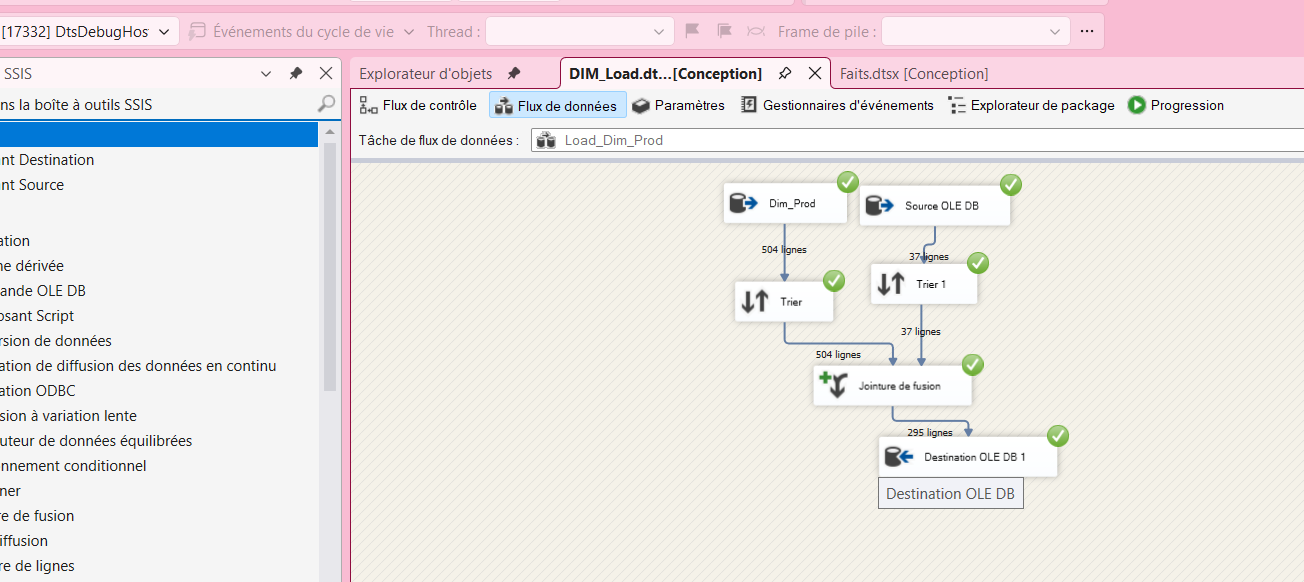 [17332] DtsDebugHos
Événements du cycle de vie
Thread :
Frame de pile :
SSIS
ns la boîte à outils SSIS
nt Destination
nt Source
ation
ne dérivée
ande OLE DB
osant Script
rsion de données
ation de diffusion des données en continu
ation ODBC
sion à variation lente
uteur de données équilibrées
onnement conditionnel
ner
re de fusion
iffusion
re de lignes
Explorateur d'objets
DIM_Load.dt...[Conception]
Faits.dtsx [Conception]
Flux de contrôle
Flux de données
Paramètres
Gestionnaires d'événements
Explorateur de package
Progression
Tâche de flux de données :
Load_Dim_Prod
Dim_Prod
Source OLE DB
504 lignes
37 lignes
Trier
Trier 1
37 lignes
504 lignes
Jointure de fusion
295 lignes
Destination OLE DB 1
Destination OLE DB